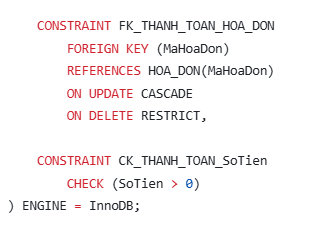 CONSTRAINT FK_THANH_TOAN_HOA_DON
FOREIGN KEY (MaHoaDon)
REFERENCES HOA_DON(MaHoaDon)
ON UPDATE CASCADE
ON DELETE RESTRICT,
CONSTRAINT CK_THANH_TOAN_SoTien
CHECK (SoTien > 0)
) ENGINE = InnoDB;